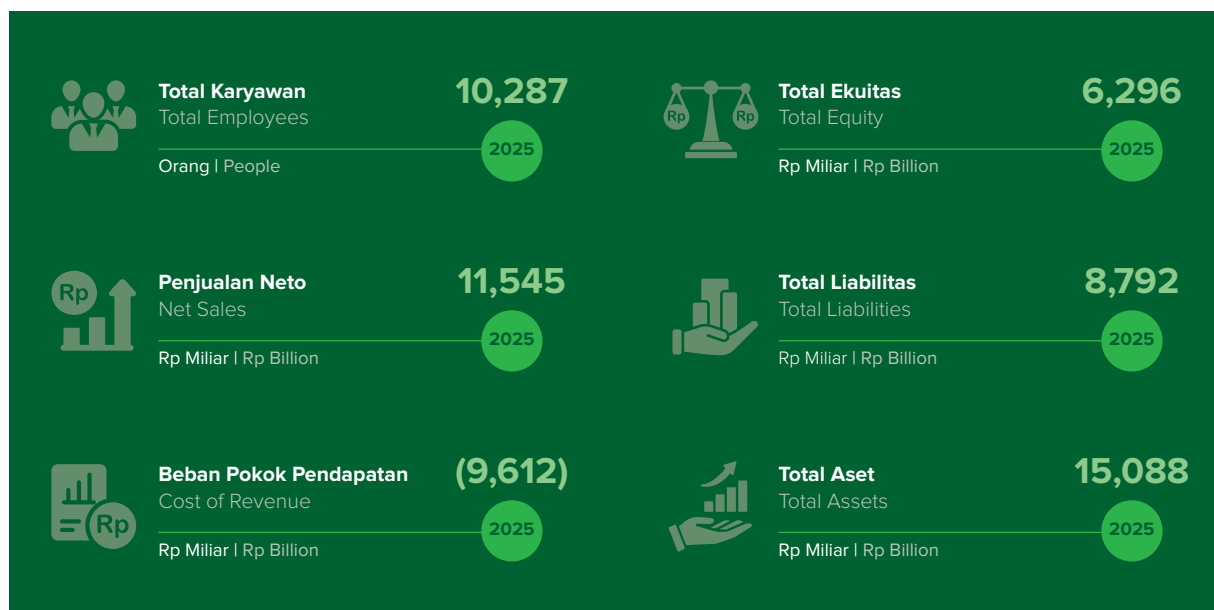 Total Karyawan
Total Employees
10,287
2025
Orang | People
Total Ekuitas
Total Equity
6,296
Rp
Rp
2025
Rp Miliar | Rp Billion
Rp
Penjualan Neto
Net Sales
11,545
2025
Rp Miliar | Rp Billion
Total Liabilitas
Total Liabilities
8,792
2025
Rp Miliar | Rp Billion
Beban Pokok Pendapatan
Cost of Revenue
(9,612)
Rp
2025
Rp Miliar | Rp Billion
Total Aset
Total Assets
15,088
2025
Rp Miliar | Rp Billion